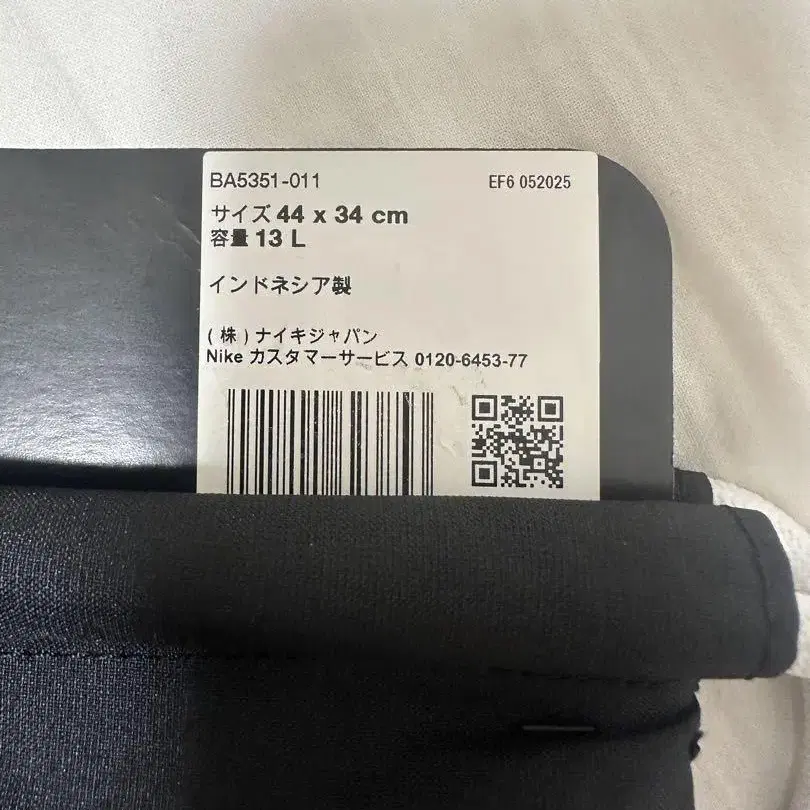 BA5351-011 EF6 052025
サイズ 44 x 34 cm
容量 13 L
インドネシア製
(株)ナイキジャパン
Nike カスタマーサービス 0120-6453-77